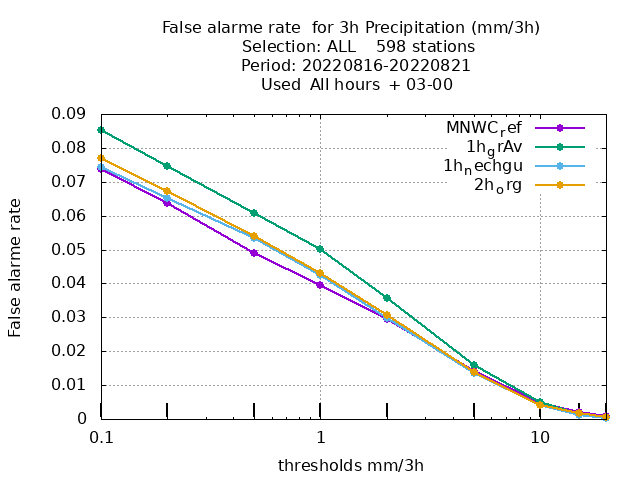 False alarme rate  for 3h Precipitation (mm/3h)
Selection: ALL    598 stations
Period: 20220816-20220821
Used  All hours  + 03-00
MNWC_ref
1h_grAv
1h_nechgu
2h_org
0.09
0.08
0.07
0.06
0.05
0.04
0.03
0.02
0.01
0
False alarme rate
0.1 1 10
thresholds mm/3h